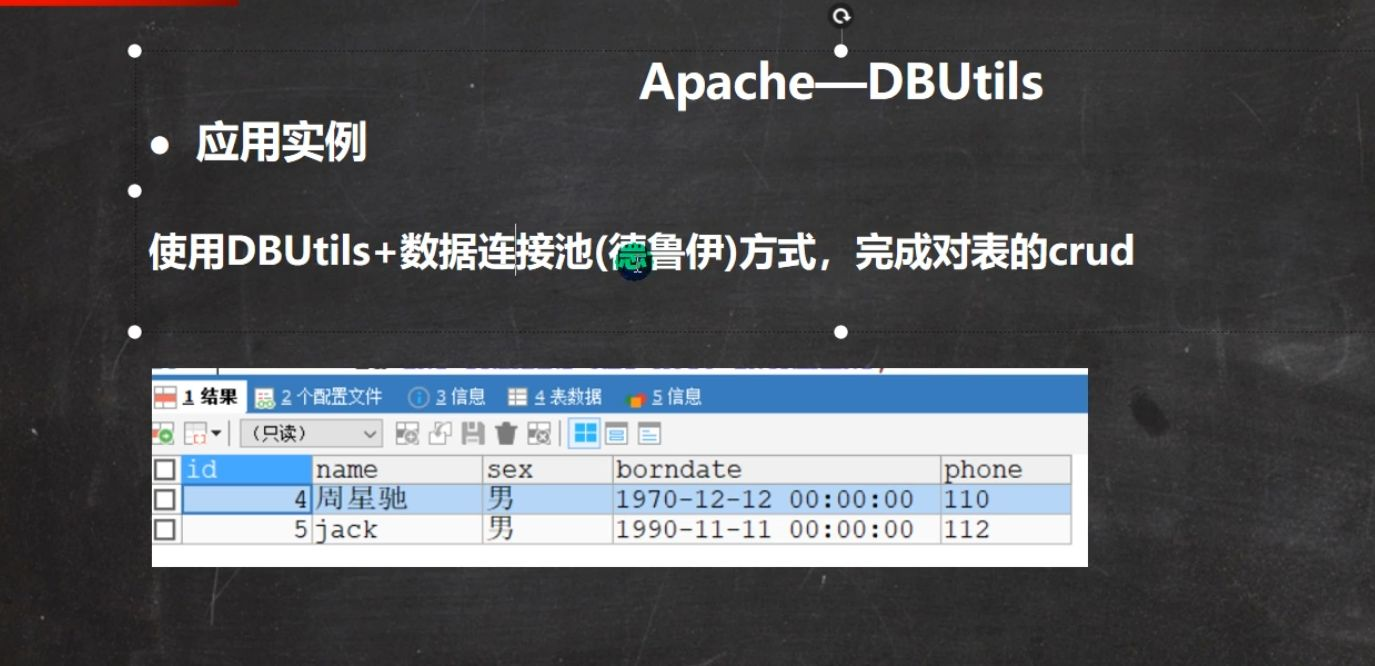 Apache—DBUtils
● 应用实例
使用DBUtils+数据连接池(德鲁伊)方式，完成对表的crud
1 结果 2 个配置文件 3 信息 4 表数据 5 信息
（只读）
id name sex borndate phone
4 周星驰 男 1970-12-12 00:00:00 110
5 jack 男 1990-11-11 00:00:00 112